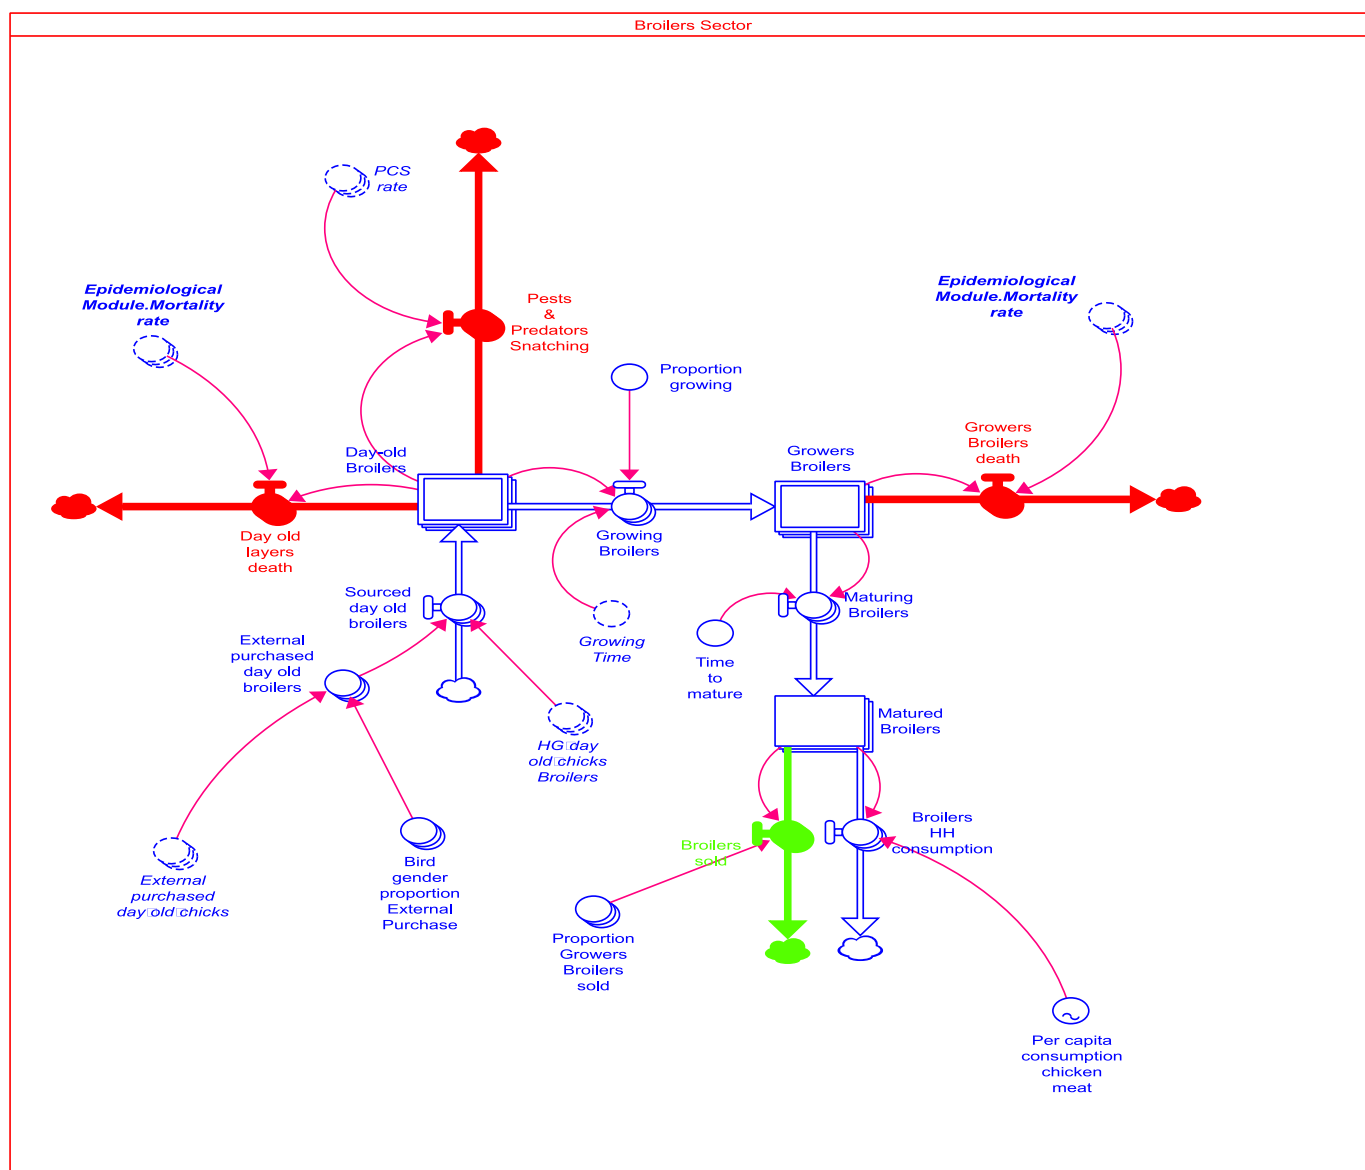 Broilers Sector
PCS
rate
Epidemiological
Module.Mortality
rate
Pests
&
Predators
Snatching
Epidemiological
Module.Mortality
rate
Proportion
growing
Day-old
Broilers
Growers
Broilers
Growers
Broilers
death
Day old
layers
death
Growing
Broilers
Sourced
day old
broilers
Maturing
Broilers
Growing
Time
External
purchased
day old
broilers
Time
to
mature
Matured
Broilers
HG day
old chicks
Broilers
Broilers
sold
Broilers
HH
consumption
External
purchased
day old chicks
Bird
gender
proportion
External
Purchase
Proportion
Growers
Broilers
sold
Per capita
consumption
chicken
meat